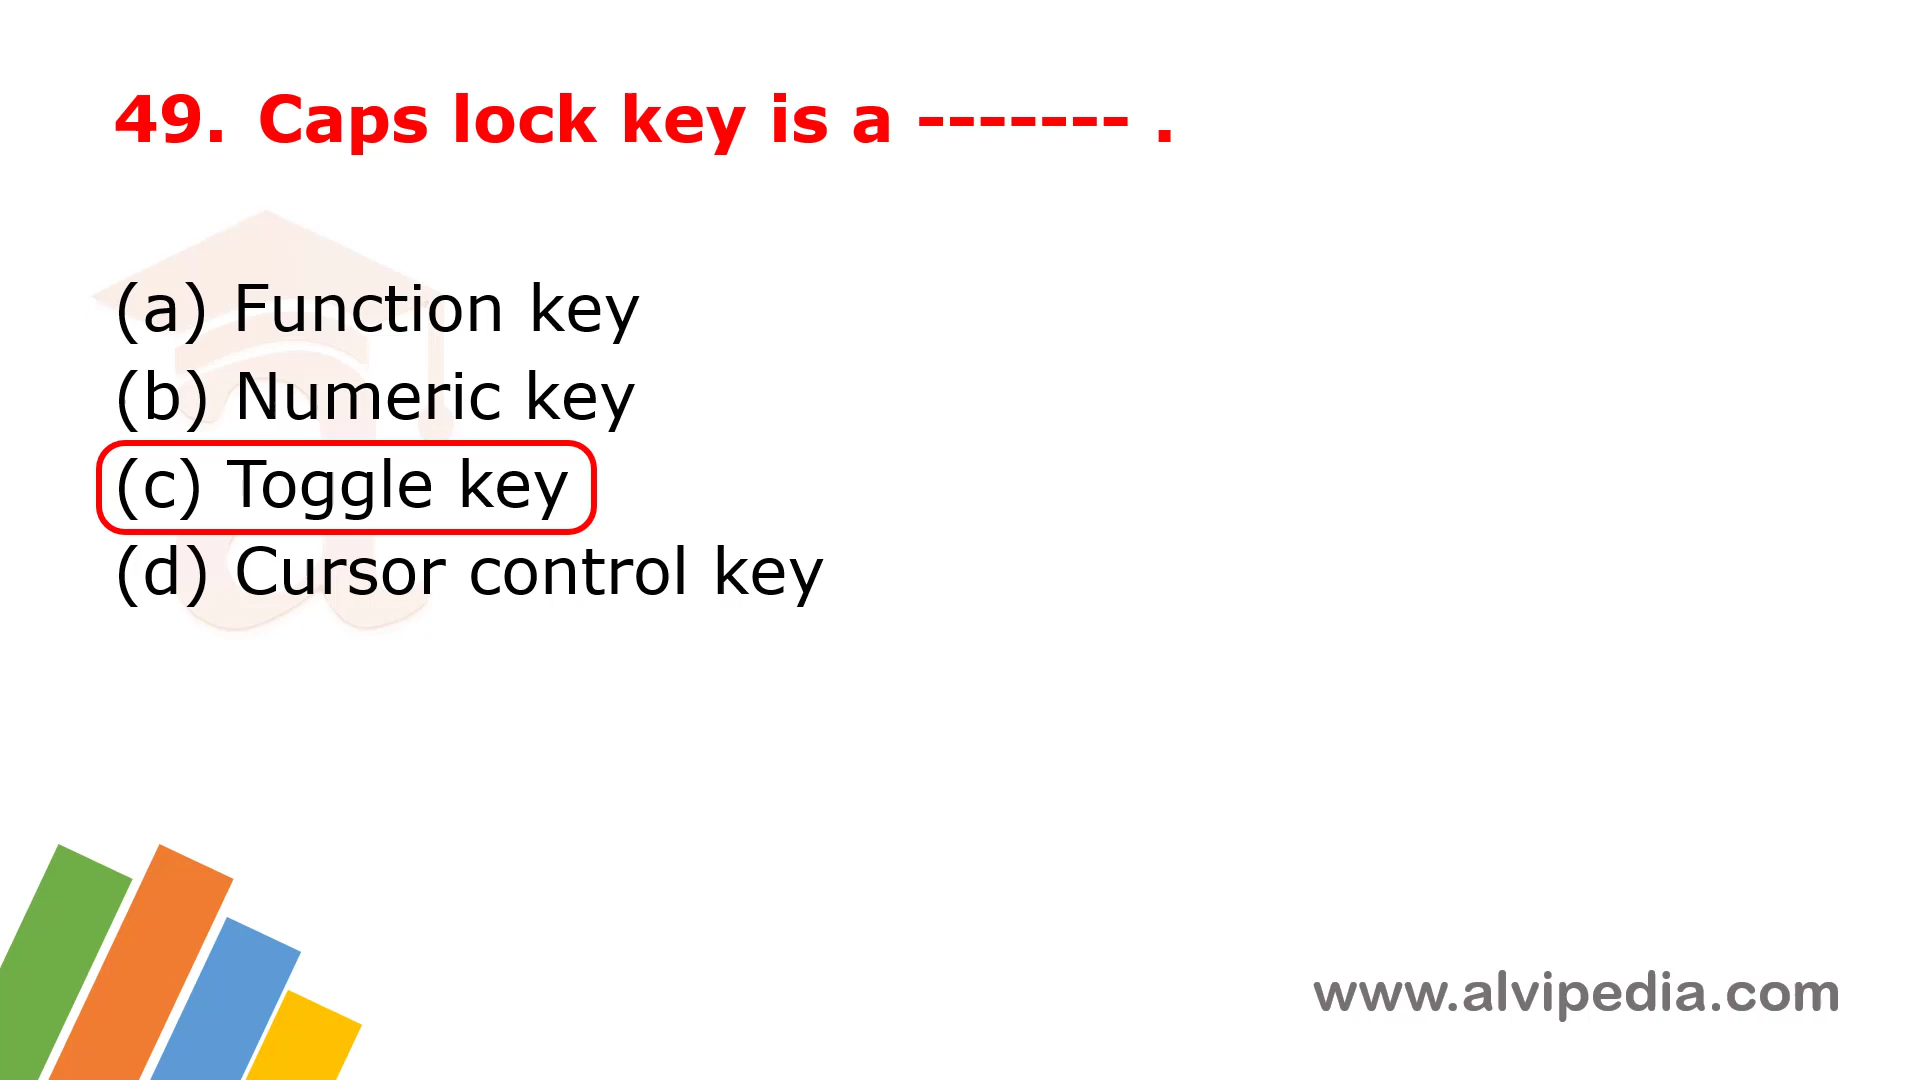 49. Caps lock key is a ------- .
(a) Function key
(b) Numeric key
(c) Toggle key
(d) Cursor control key
www.alvipedia.com